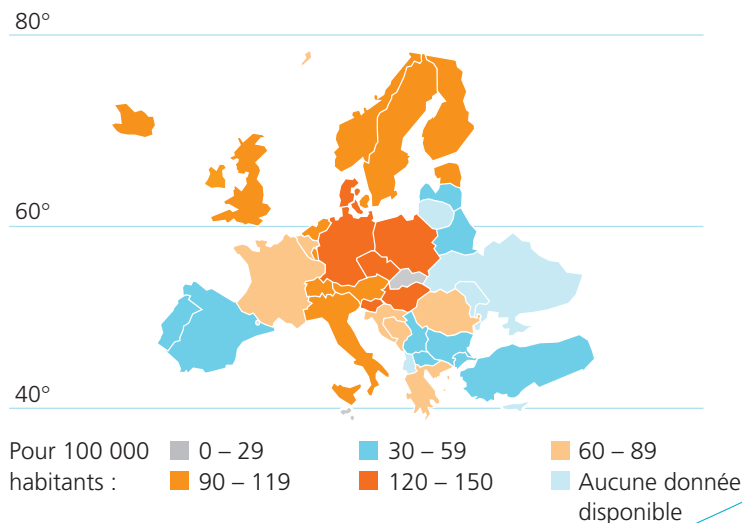 80°
60°
40°
Pour 100 000 0 – 29 30 – 59 60 – 89
habitants : 90 – 119 120 – 150 Aucune donnée
disponible